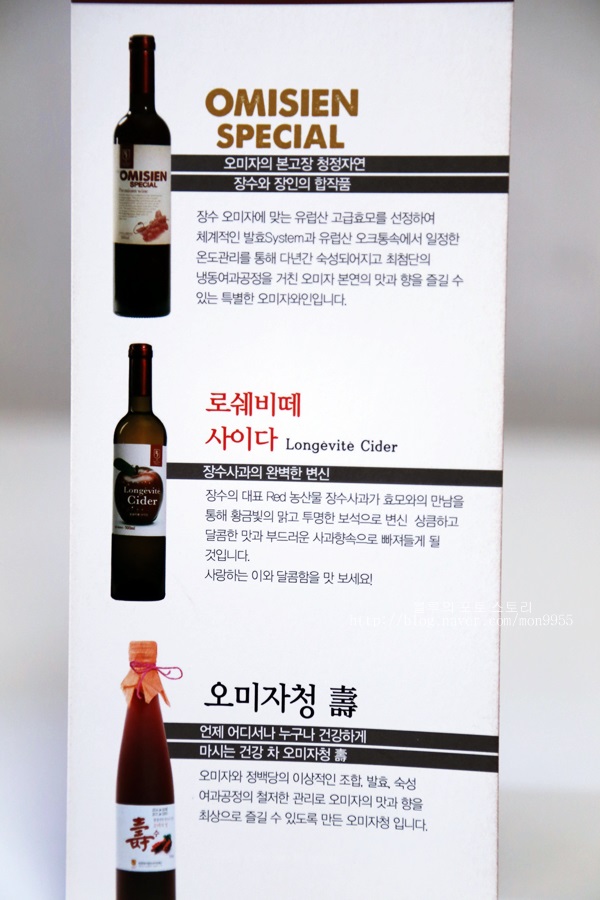 OMISIEN
SPECIAL
오미자의 본고장 청정자연
장수와 장인의 합작품
장수 오미자에 맞는 유럽산 고급효모를 선정하여
체계적인 발효System과 유럽산 오크통속에서 일정한
온도관리를 통해 다년간 숙성되어지고 최첨단의
냉동여과공정을 거친 오미자 본연의 맛과 향을 즐길 수
있는 특별한 오미자와인입니다.
OMISIEN
SPECIAL
로쉐비떼
사이다 Longévité Cider
장수사과의 완벽한 변신
장수의 대표 Red 농산물 장수사과가 효모와의 만남을
통해 황금빛의 맑고 투명한 보석으로 변신 상큼하고
달콤한 맛과 부드러운 사과향속으로 빠져들게 될
것입니다.
사랑하는 이와 달콤함을 맛 보세요!
Longévité
Cider
스토리
http://blog.naver.com/mon9955
오미자청 壽
언제 어디서나 누구나 건강하게
마시는 건강 차 오미자청 壽
오미자와 정백당의 이상적인 조합, 발효, 숙성
여과공정의 철저한 관리로 오미자의 맛과 향을
최상으로 즐길 수 있도록 만든 오미자청 입니다.
壽